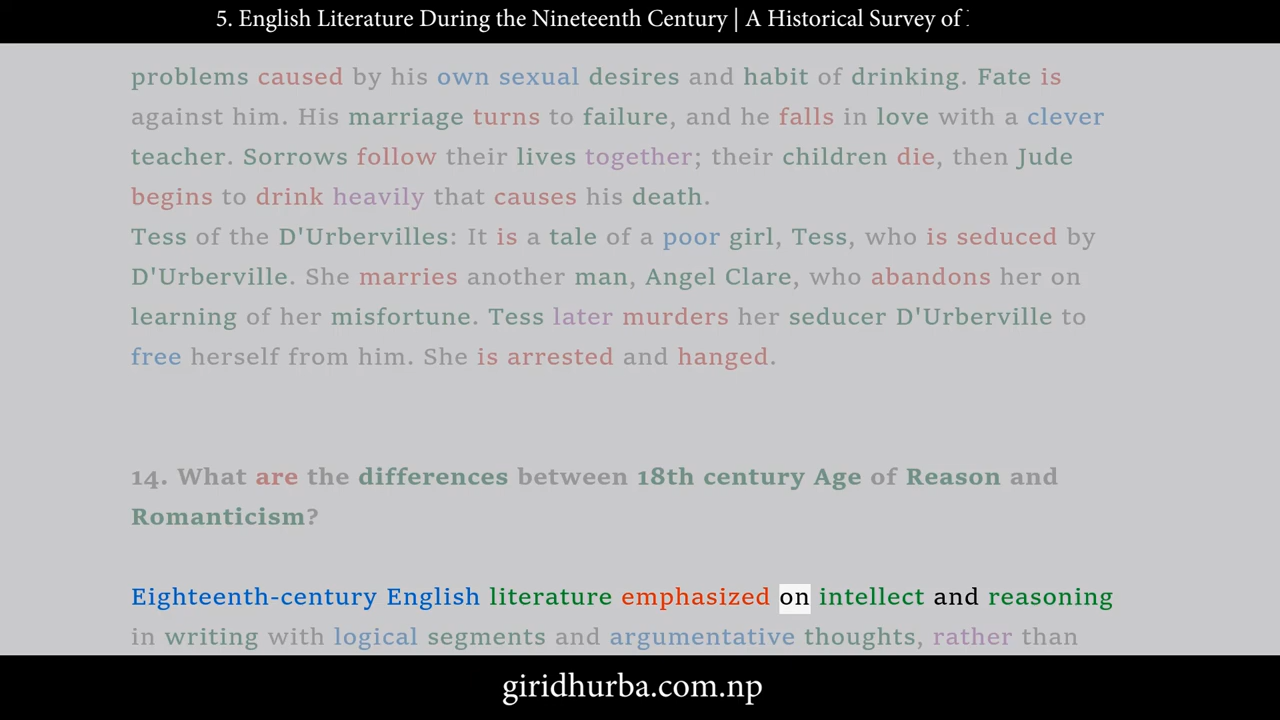 5. English Literature During the Nineteenth Century | A Historical Survey of
problems caused by his own sexual desires and habit of drinking. Fate is
against him. His marriage turns to failure, and he falls in love with a clever
teacher. Sorrows follow their lives together; their children die, then Jude
begins to drink heavily that causes his death.
Tess of the D'Urbervilles: It is a tale of a poor girl, Tess, who is seduced by
D'Urberville. She marries another man, Angel Clare, who abandons her on
learning of her misfortune. Tess later murders her seducer D'Urberville to
free herself from him. She is arrested and hanged.
14. What are the differences between 18th century Age of Reason and
Romanticism?
Eighteenth-century English literature emphasized on intellect and reasoning
in writing with logical segments and argumentative thoughts, rather than
giridhurba.com.np